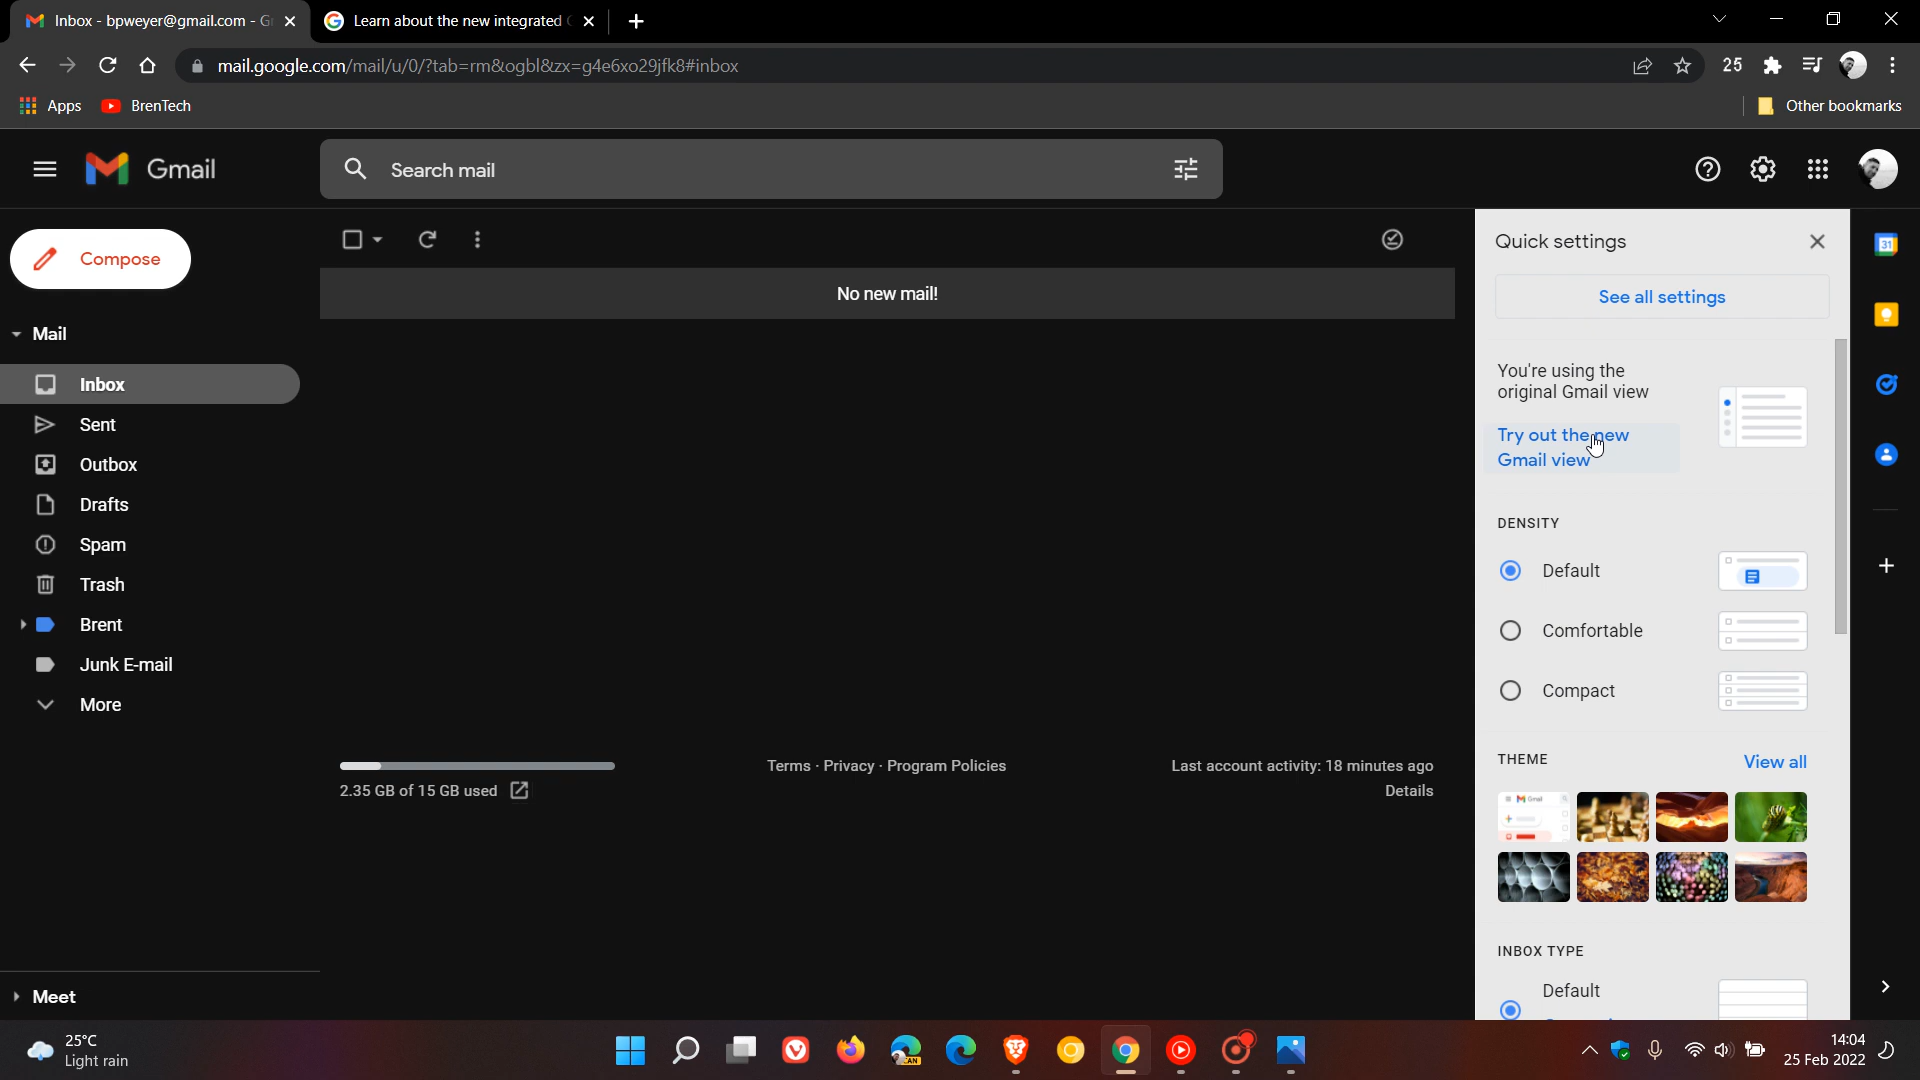 Inbox - bpweyer@gmail.com - G
Learn about the new integrated
mail.google.com/mail/u/0/?tab=rm&ogbl&zx=g4e6xo29jfk8#inbox
25
Apps
BrenTech
Other bookmarks
Gmail
Search mail
Compose
Mail
Inbox
Sent
Outbox
Drafts
Spam
Trash
Brent
Junk E-mail
More
Meet
No new mail!
2.35 GB of 15 GB used
Terms · Privacy · Program Policies
Last account activity: 18 minutes ago
Details
Quick settings
See all settings
You're using the
original Gmail view
Try out the new
Gmail view
DENSITY
Default
Comfortable
Compact
THEME
View all
Gmail
INBOX TYPE
Default
31
25°C
Light rain
CAN
14:04
25 Feb 2022